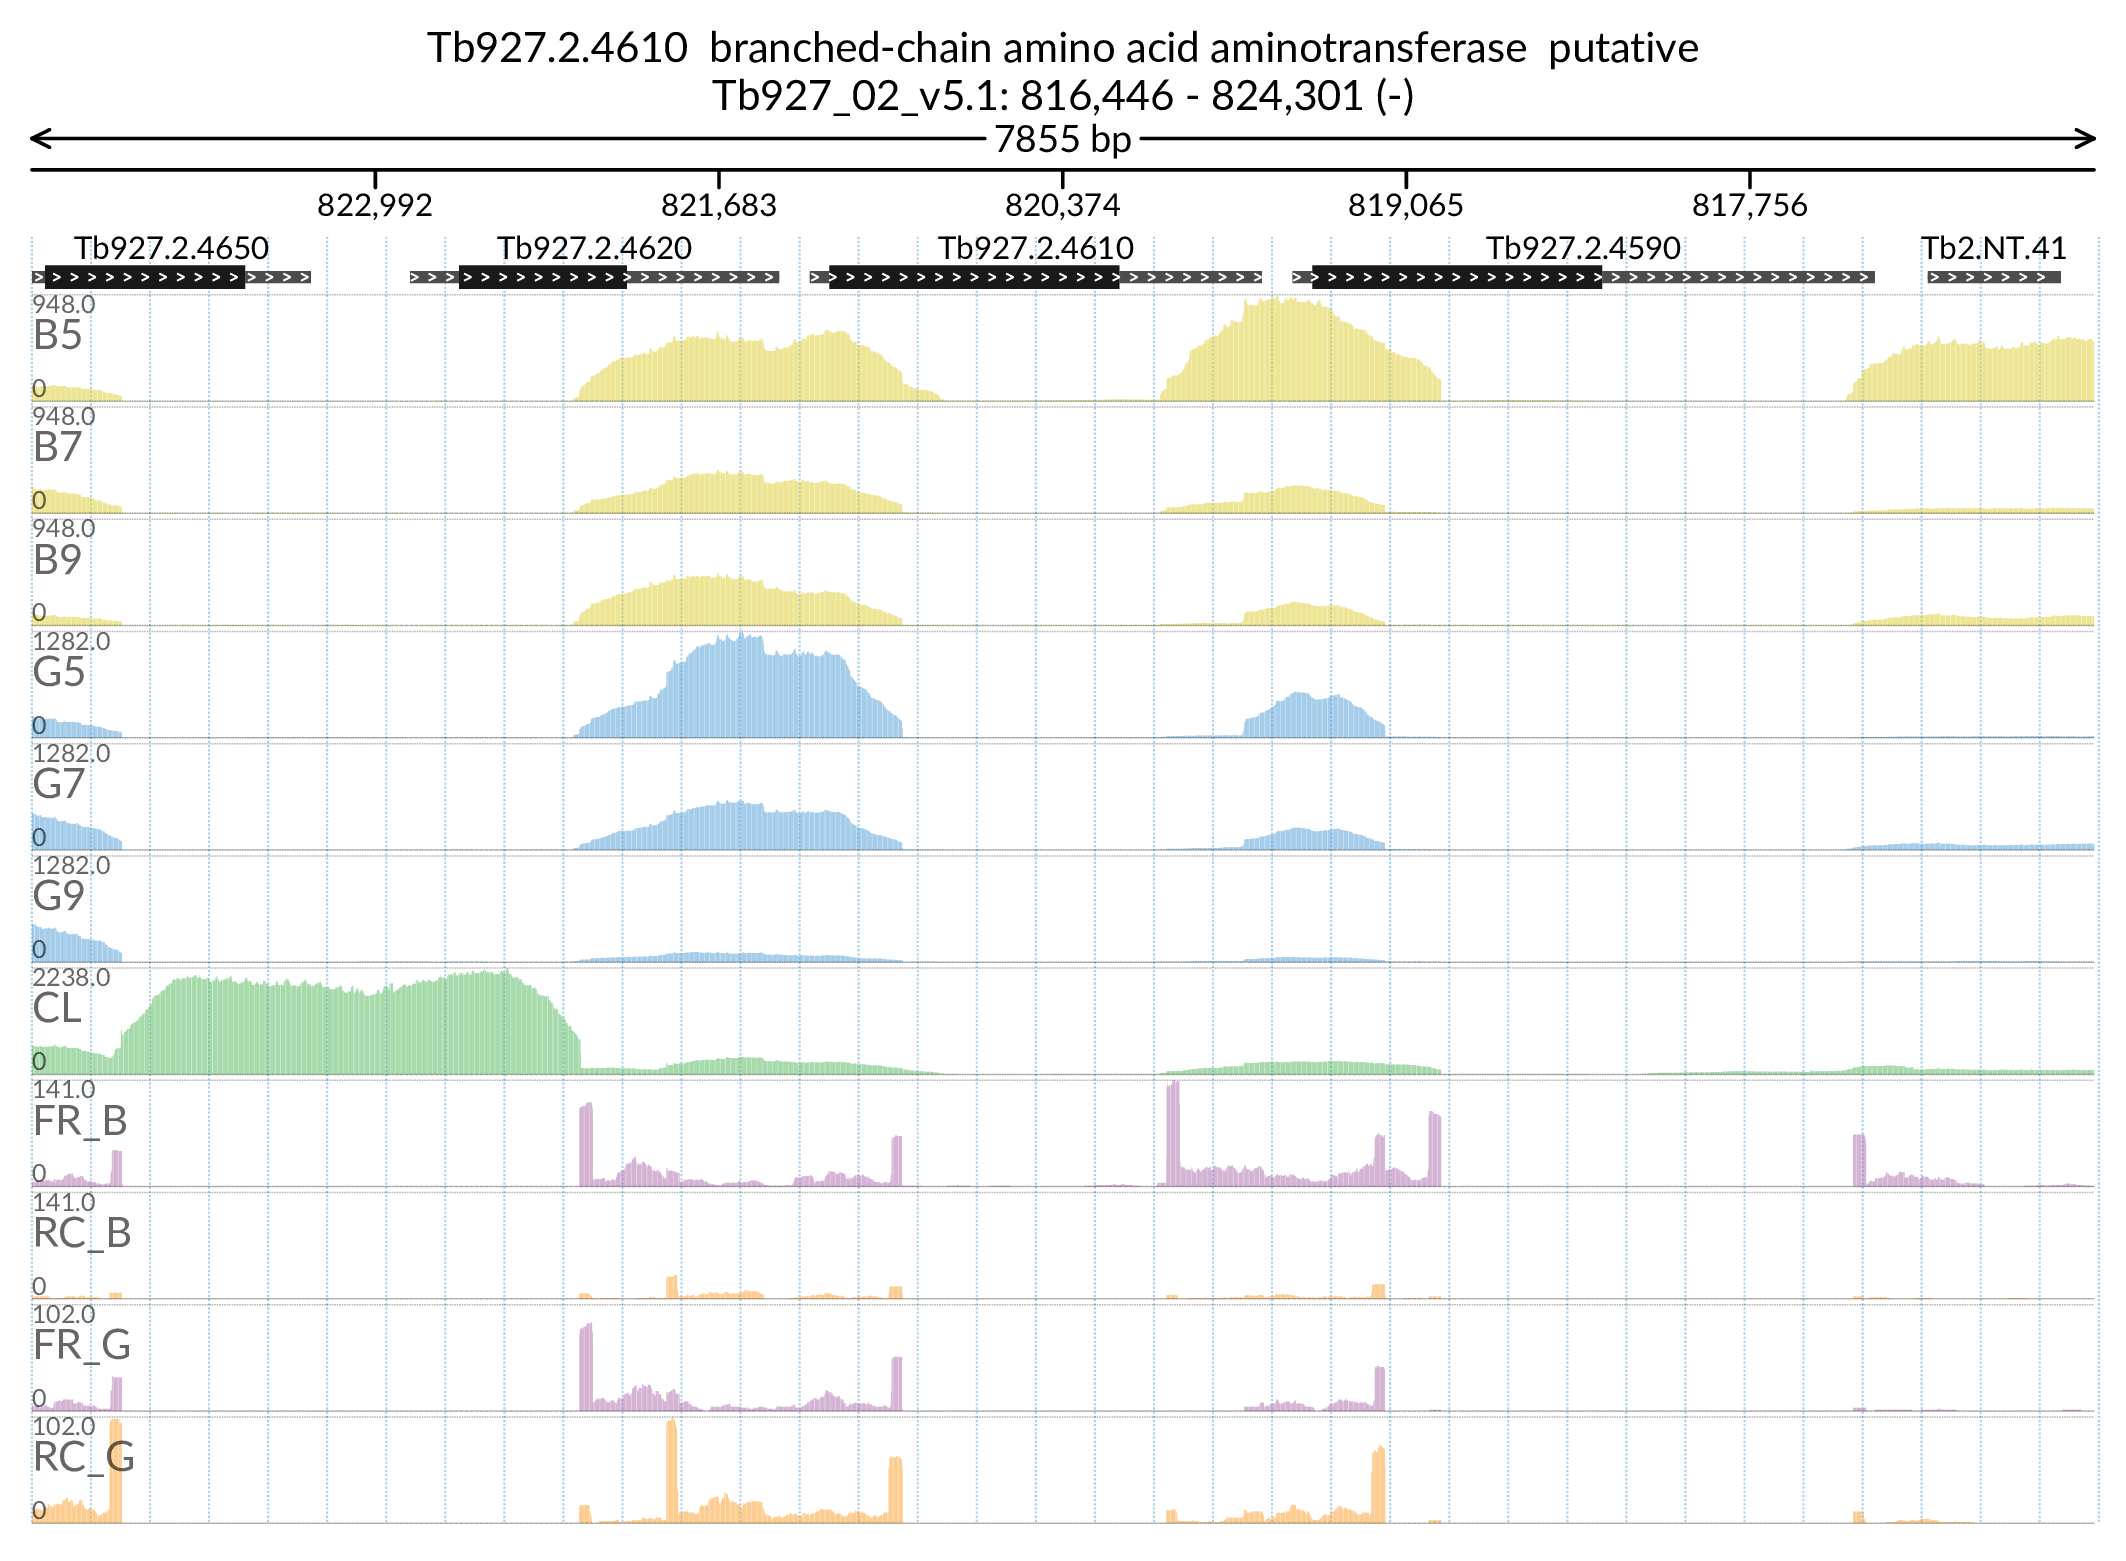 Tb927.2.4610  branched-chain amino acid aminotransferase  putative
Tb927_02_v5.1: 816,446 - 824,301 (-)
7855 bp
822,992 821,683 820,374 819,065 817,756
Tb927.2.4650 Tb927.2.4620 Tb927.2.4610 Tb927.2.4590 Tb2.NT.41
948.0
B5
0
948.0
B7
0
948.0
B9
0
1282.0
G5
0
1282.0
G7
0
1282.0
G9
0
2238.0
CL
0
141.0
FR_B
0
141.0
RC_B
0
102.0
FR_G
0
102.0
RC_G
0